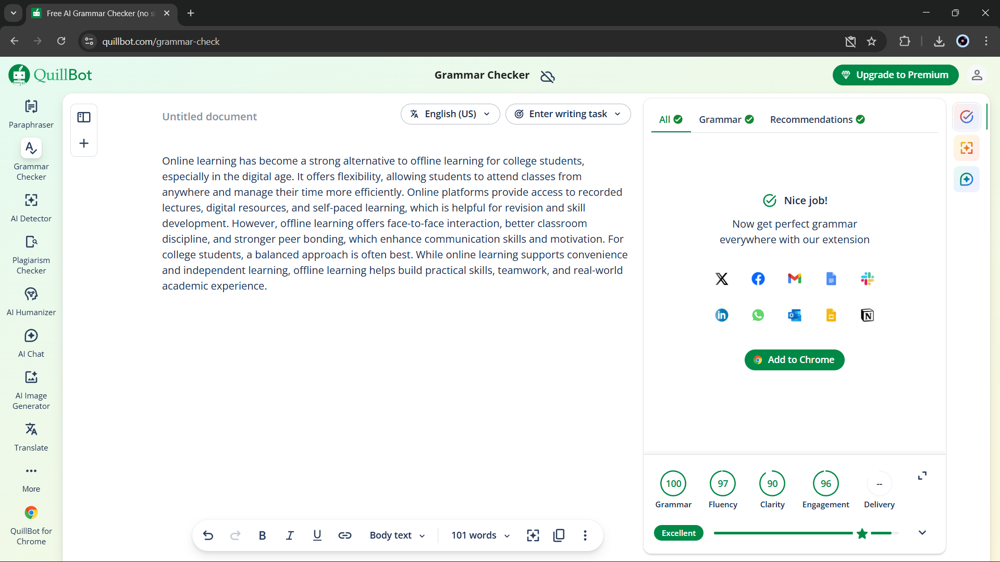 Free AI Grammar Checker (no si
quillbot.com/grammar-check
QuillBot
Grammar Checker
Upgrade to Premium
Paraphraser
Grammar
Checker
AI Detector
Plagiarism
Checker
AI Humanizer
AI Chat
AI Image
Generator
Translate
More
QuillBot for
Chrome
Untitled document
English (US)
Enter writing task
Online learning has become a strong alternative to offline learning for college students,
especially in the digital age. It offers flexibility, allowing students to attend classes from
anywhere and manage their time more efficiently. Online platforms provide access to recorded
lectures, digital resources, and self-paced learning, which is helpful for revision and skill
development. However, offline learning offers face-to-face interaction, better classroom
discipline, and stronger peer bonding, which enhance communication skills and motivation. For
college students, a balanced approach is often best. While online learning supports convenience
and independent learning, offline learning helps build practical skills, teamwork, and real-world
academic experience.
B I U
Body text
101 words
All
Grammar
Recommendations
Nice job!
Now get perfect grammar
everywhere with our extension
Add to Chrome
100 97 90 96 --
Grammar Fluency Clarity Engagement Delivery
Excellent